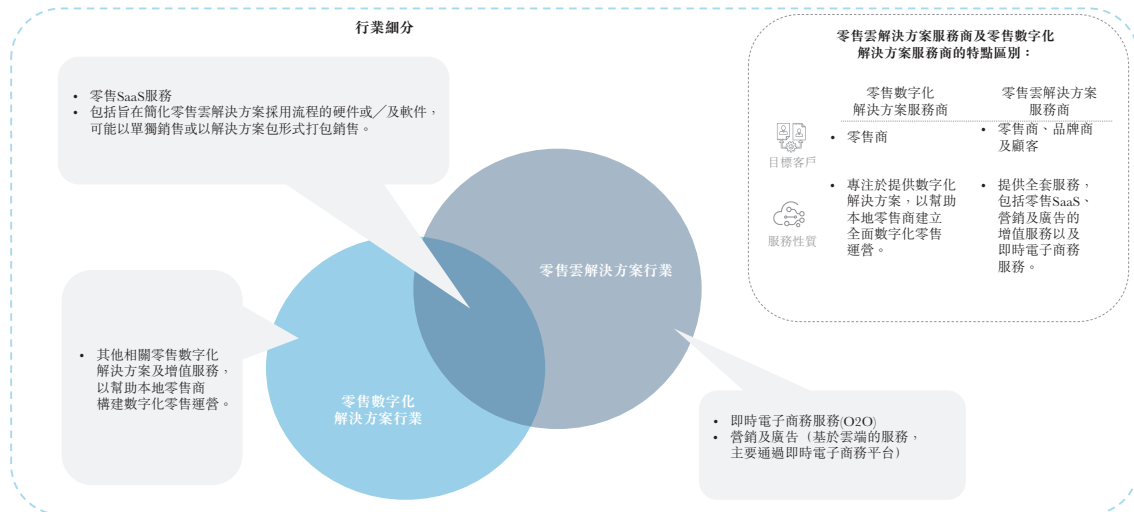 行業細分
• 零售SaaS服務
• 包括旨在簡化零售雲解決方案採用流程的硬件或╱及軟件，
可能以單獨銷售或以解決方案包形式打包銷售。
零售雲解決方案行業
• 其他相關零售數字化
解決方案及增值服務，
以幫助本地零售商
構建數字化零售運營。
零售數字化
解決方案行業
• 即時電子商務服務(O2O)
• 營銷及廣告（基於雲端的服務，
主要通過即時電子商務平台）
零售雲解決方案服務商及零售數字化
解決方案服務商的特點區別：
零售數字化
解決方案服務商
零售雲解決方案
服務商
目標客戶
• 零售商
• 零售商、品牌商
及顧客
服務性質
• 專注於提供數字化
解決方案，以幫助
本地零售商建立
全面數字化零售
運營。
• 提供全套服務，
包括零售SaaS、
營銷及廣告的
增值服務以及
即時電子商務
服務。